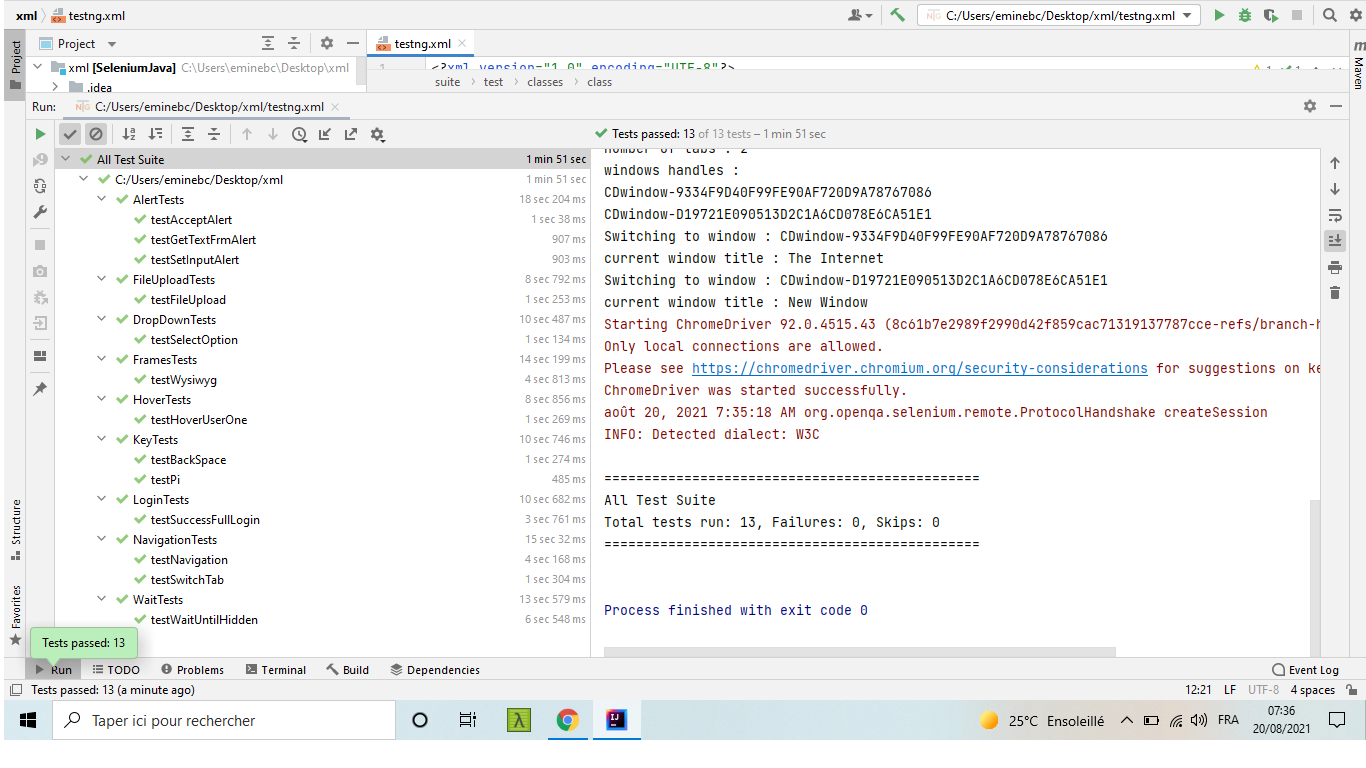 xml testng.xml
C:/Users/eminebc/Desktop/xml/testng.xml
Project
testng.xml
xml [SeleniumJava] C:\Users\eminebc\Desktop\xml
.idea
1 <?xml version="1.0" encoding="UTF-8"?>
suite test classes class
Run: C:/Users/eminebc/Desktop/xml/testng.xml
Tests passed: 13 of 13 tests – 1 min 51 sec
All Test Suite 1 min 51 sec
C:/Users/eminebc/Desktop/xml 1 min 51 sec
AlertTests 18 sec 204 ms
testAcceptAlert 1 sec 38 ms
testGetTextFrmAlert 907 ms
testSetInputAlert 903 ms
FileUploadTests 8 sec 792 ms
testFileUpload 1 sec 253 ms
DropDownTests 10 sec 487 ms
testSelectOption 1 sec 134 ms
FramesTests 14 sec 199 ms
testWysiwyg 4 sec 813 ms
HoverTests 8 sec 856 ms
testHoverUserOne 1 sec 269 ms
KeyTests 10 sec 746 ms
testBackSpace 1 sec 274 ms
testPi 485 ms
LoginTests 10 sec 682 ms
testSuccessFullLogin 3 sec 761 ms
NavigationTests 15 sec 32 ms
testNavigation 4 sec 168 ms
testSwitchTab 1 sec 304 ms
WaitTests 13 sec 579 ms
testWaitUntilHidden 6 sec 548 ms
number of tabs : 2
windows handles :
CDwindow-9334F9D40F99FE90AF720D9A78767086
CDwindow-D19721E090513D2C1A6CD078E6CA51E1
Switching to window : CDwindow-9334F9D40F99FE90AF720D9A78767086
current window title : The Internet
Switching to window : CDwindow-D19721E090513D2C1A6CD078E6CA51E1
current window title : New Window
Starting ChromeDriver 92.0.4515.43 (8c61b7e2989f2990d42f859cac71319137787cce-refs/branch-h
Only local connections are allowed.
Please see https://chromedriver.chromium.org/security-considerations for suggestions on ke
ChromeDriver was started successfully.
août 20, 2021 7:35:18 AM org.openqa.selenium.remote.ProtocolHandshake createSession
INFO: Detected dialect: W3C
===============================================
All Test Suite
Total tests run: 13, Failures: 0, Skips: 0
===============================================
Process finished with exit code 0
Project
Structure
Favorites
Maven
Tests passed: 13
Run TODO Problems Terminal Build Dependencies Event Log
Tests passed: 13 (a minute ago) 12:21 LF UTF-8 4 spaces
Taper ici pour rechercher
25°C Ensoleillé FRA
07:36
20/08/2021